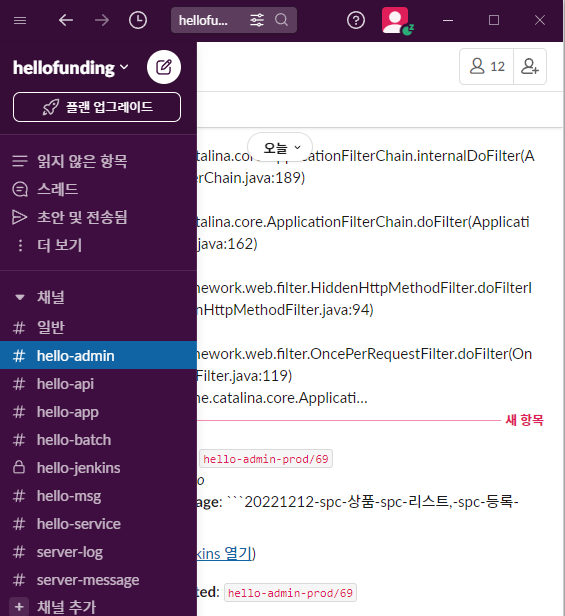 hellofu...
hellofunding
12
플랜 업그레이드
오늘
읽지 않은 항목
스레드
초안 및 전송됨
더 보기
채널
일반
hello-admin
hello-api
hello-app
hello-batch
hello-jenkins
hello-msg
hello-service
server-log
server-message
채널 추가
talina.core.ApplicationFilterChain.internalDoFilter(A
erChain.java:189)
talina.core.ApplicationFilterChain.doFilter(Applicati
java:162)
nework.web.filter.HiddenHttpMethodFilter.doFilterI
nHttpMethodFilter.java:94)
nework.web.filter.OncePerRequestFilter.doFilter(On
Filter.java:119)
ne.catalina.core.Applicati...
새 항목
hello-admin-prod/69
age: ```20221212-spc-상품-spc-리스트,-spc-등록-
kins 열기)
ted: hello-admin-prod/69